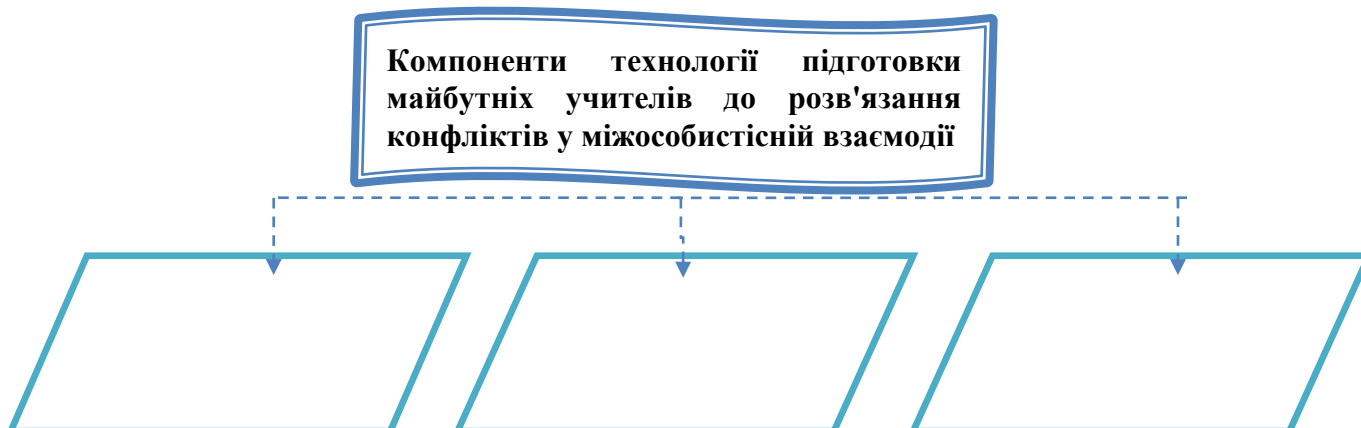 Компоненти технології підготовки
майбутніх учителів до розв'язання
конфліктів у міжособистісній взаємодії